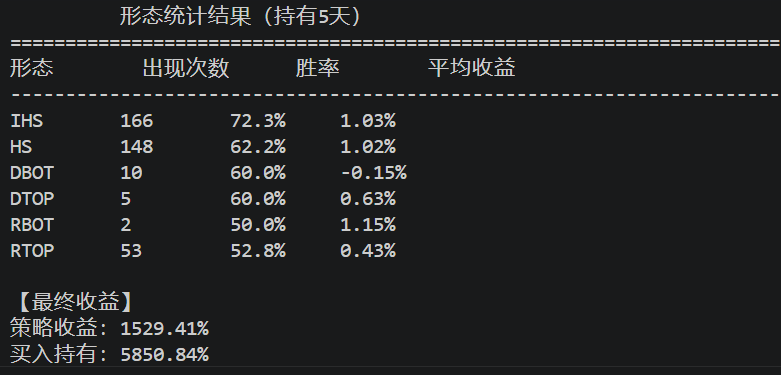 形态统计结果（持有5天）
================================================================================
形态 出现次数 胜率 平均收益
--------------------------------------------------------------------------------
IHS 166 72.3% 1.03%
HS 148 62.2% 1.02%
DBOT 10 60.0% -0.15%
DTOP 5 60.0% 0.63%
RBOT 2 50.0% 1.15%
RTOP 53 52.8% 0.43%
【最终收益】
策略收益: 1529.41%
买入持有: 5850.84%